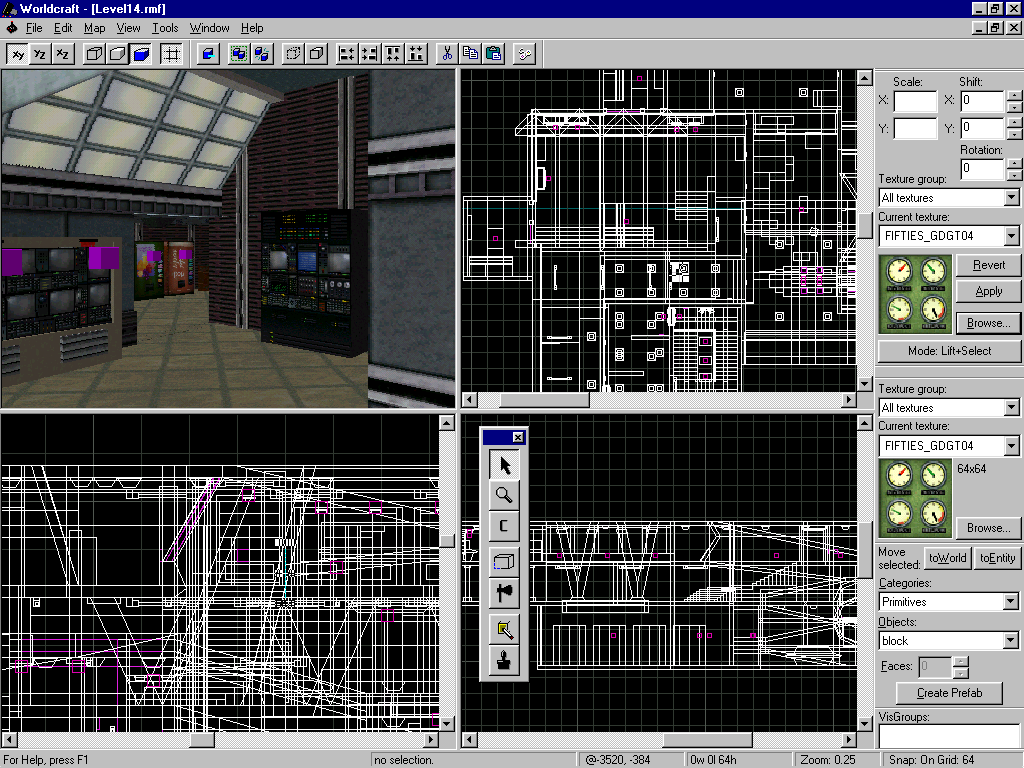 Worldcraft - [Level14.rmf]
File Edit Map View Tools Window Help
xy yz xz
Scale: Shift:
X: X: 0
Y: Y: 0
Rotation:
0
Texture group:
All textures
Current texture:
FIFTIES_GDGT04
Revert
Apply
Browse...
Mode: Lift+Select
Texture group:
All textures
Current texture:
FIFTIES_GDGT04
64x64
Browse...
Move selected: toWorld toEntity
Categories:
Primitives
Objects:
block
Faces: 0
Create Prefab
VisGroups:
C
For Help, press F1 no selection. @-3520, -384 0w 0l 64h Zoom: 0.25 Snap: On Grid: 64